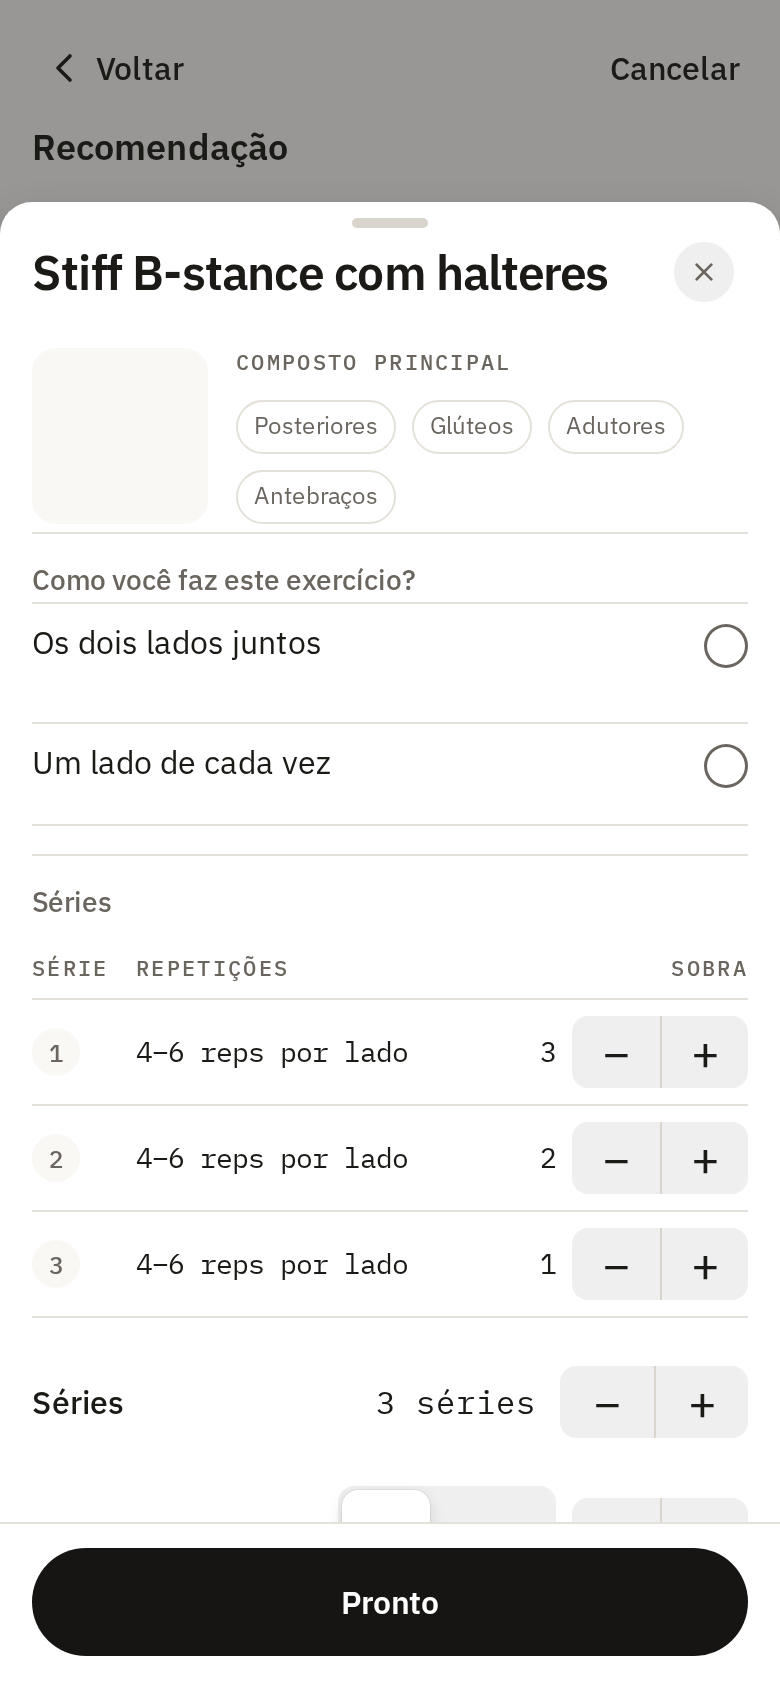 Voltar
Cancelar
Recomendação
Stiff B-stance com halteres
COMPOSTO PRINCIPAL
Posteriores Glúteos Adutores
Antebraços
Como você faz este exercício?
Os dois lados juntos
Um lado de cada vez
Séries
SÉRIE REPETIÇÕES SOBRA
1 4–6 reps por lado 3 − +
2 4–6 reps por lado 2 − +
3 4–6 reps por lado 1 − +
Séries 3 séries − +
Pronto